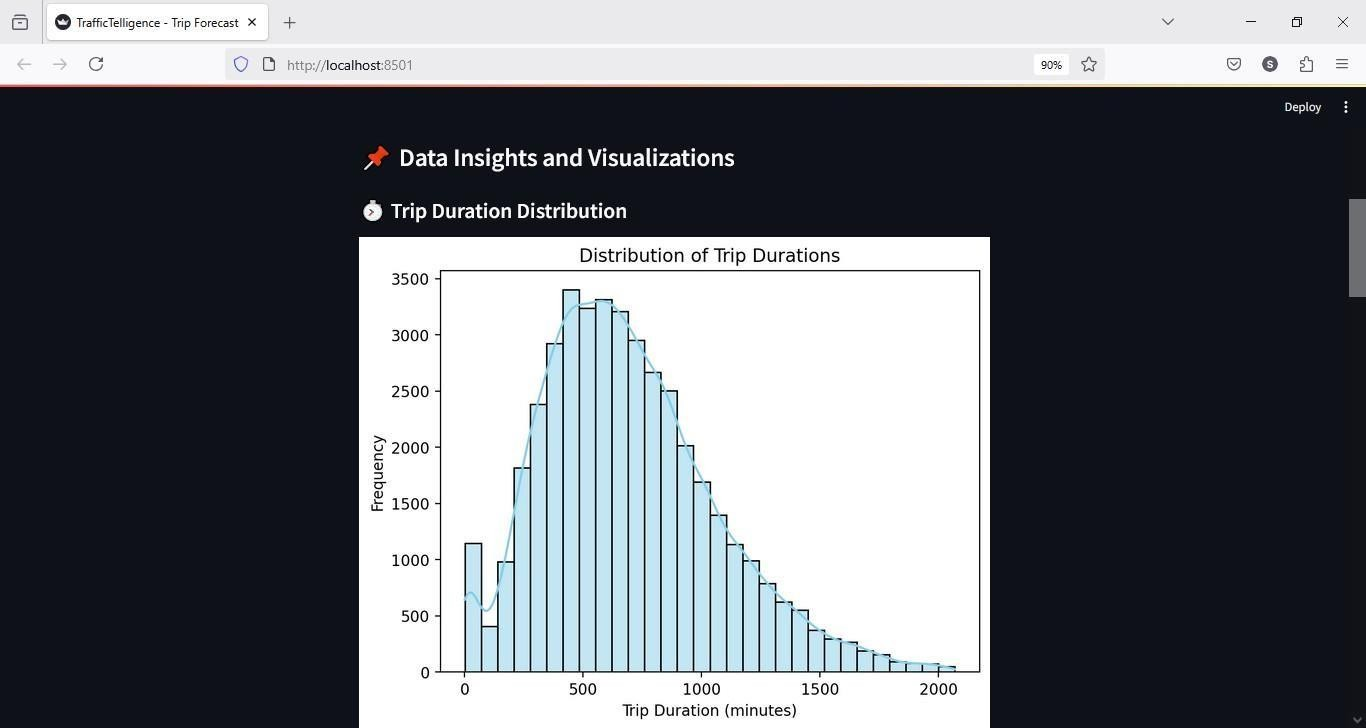 TrafficTelligence - Trip Forecast
http://localhost:8501
90%
S
Deploy
Data Insights and Visualizations
Trip Duration Distribution
Distribution of Trip Durations
3500
3000
2500
2000
1500
1000
500
0
Frequency
0 500 1000 1500 2000
Trip Duration (minutes)